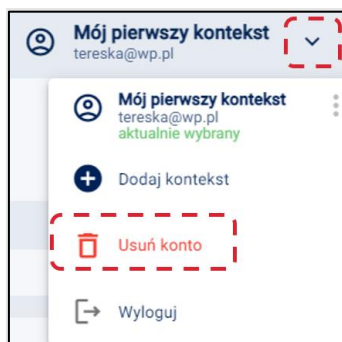 Mój pierwszy kontekst
tereska@wp.pl
Mój pierwszy kontekst
tereska@wp.pl
aktualnie wybrany
Dodaj kontekst
Usuń konto
Wyloguj